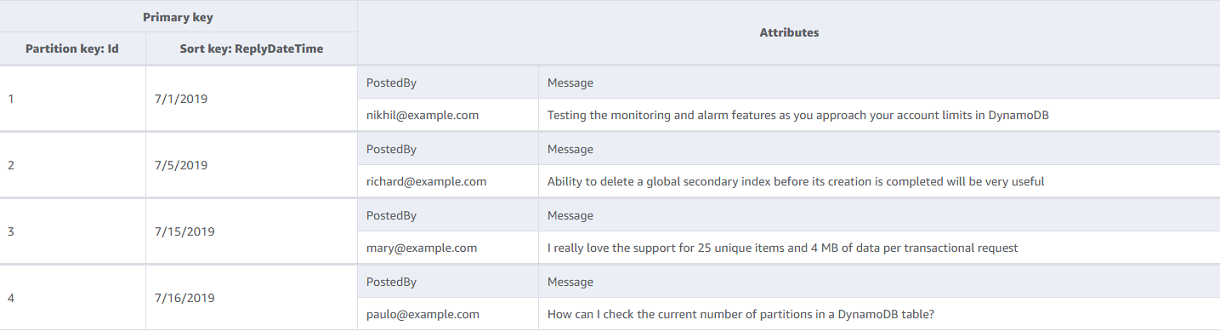 Primary key
Attributes
Partition key: Id
Sort key: ReplyDateTime
1
7/1/2019
PostedBy
Message
nikhil@example.com
Testing the monitoring and alarm features as you approach your account limits in DynamoDB
2
7/5/2019
PostedBy
Message
richard@example.com
Ability to delete a global secondary index before its creation is completed will be very useful
3
7/15/2019
PostedBy
Message
mary@example.com
I really love the support for 25 unique items and 4 MB of data per transactional request
4
7/16/2019
PostedBy
Message
paulo@example.com
How can I check the current number of partitions in a DynamoDB table?